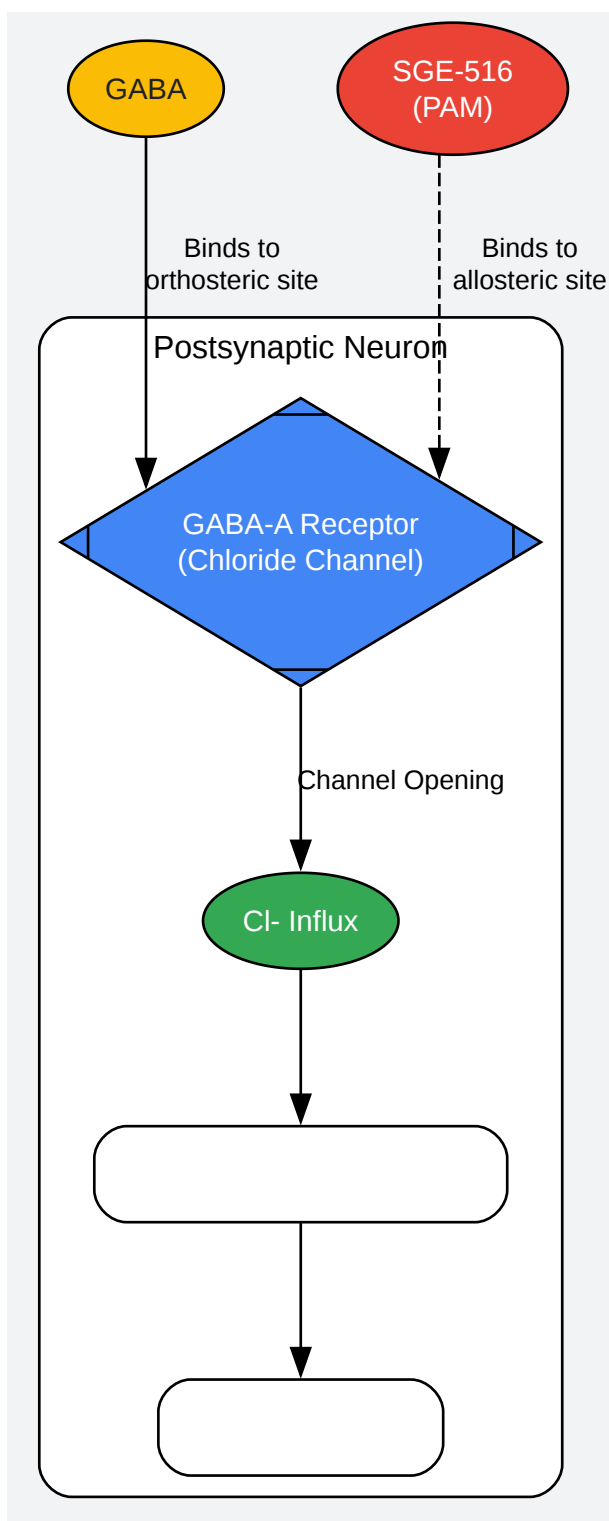 GABA
SGE-516
(PAM)
Binds to
orthosteric site
Binds to
allosteric site
Postsynaptic Neuron
GABA-A Receptor
(Chloride Channel)
Channel Opening
Cl- Influx